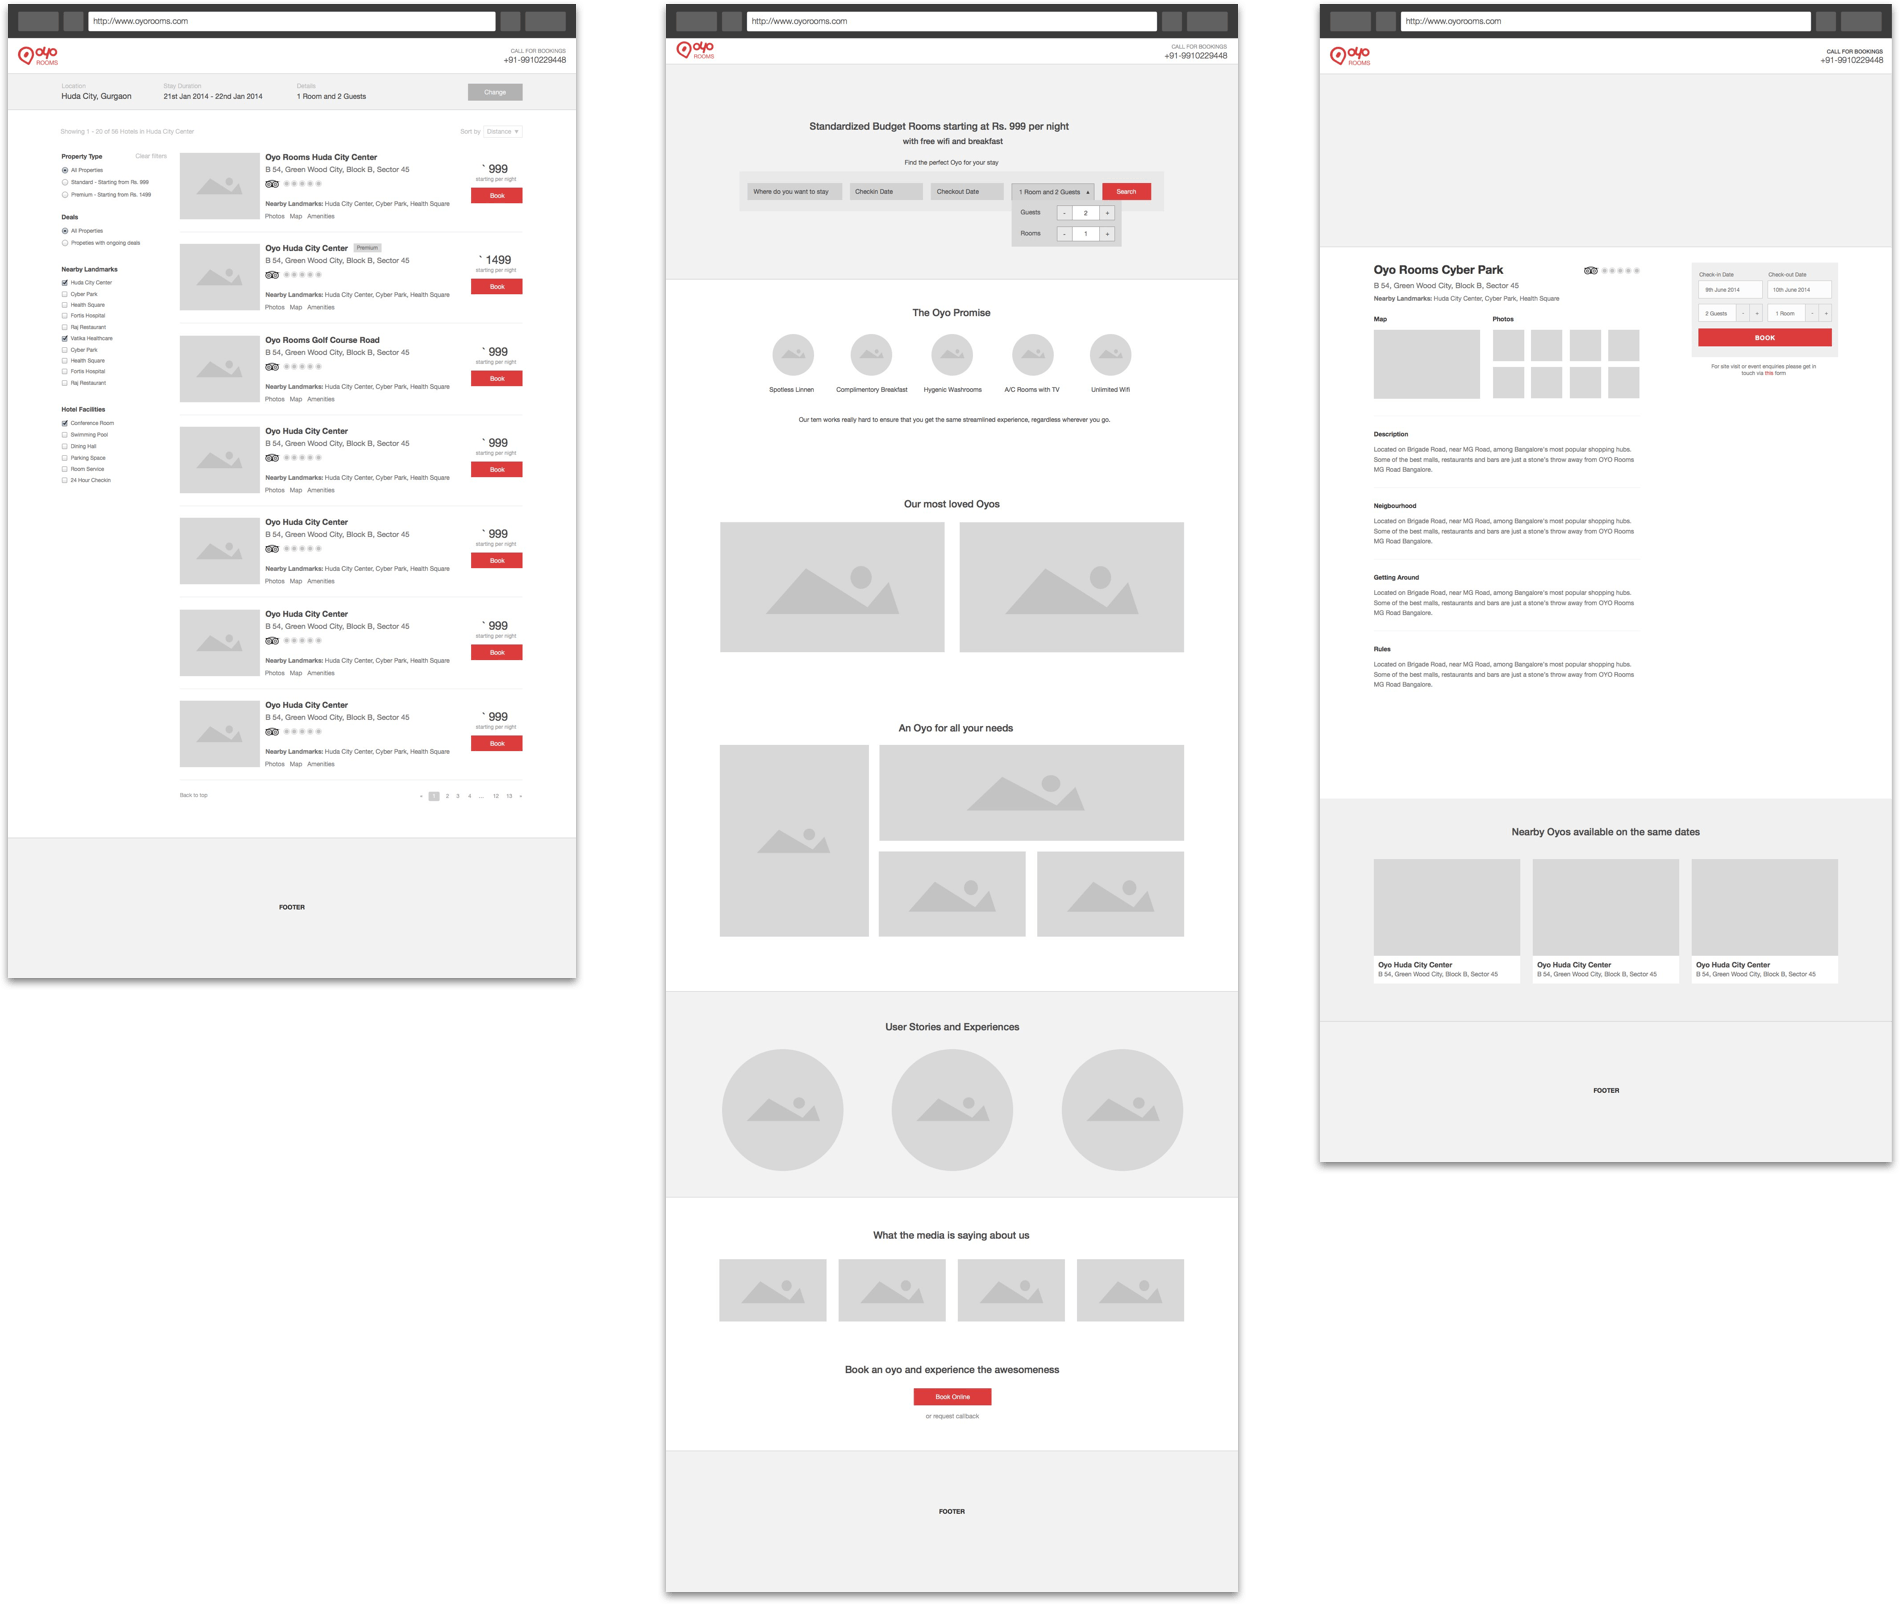 http://www.oyorooms.com
oyo
ROOMS
CALL FOR BOOKINGS
+91-9910229448
Location
Huda City, Gurgaon
Stay Duration
21st Jan 2014 - 22nd Jan 2014
Details
1 Room and 2 Guests
Change
Showing 1 - 20 of 56 Hotels in Huda City Center
Sort by Distance ▼
Property Type
Clear filters
All Properties
Standard - Starting from Rs. 999
Premium - Starting from Rs. 1499
Deals
All Properties
Propeties with ongoing deals
Nearby Landmarks
Huda City Center
Cyber Park
Health Square
Fortis Hospital
Raj Restaurant
Vatika Healthcare
Cyber Park
Health Square
Fortis Hospital
Raj Restaurant
Hotel Facilities
Conference Room
Swimming Pool
Dining Hall
Parking Space
Room Service
24 Hour Checkin
Oyo Rooms Huda City Center
B 54, Green Wood City, Block B, Sector 45
Nearby Landmarks: Huda City Center, Cyber Park, Health Square
Photos Map Amenities
` 999
starting per night
Book
Oyo Huda City Center Premium
B 54, Green Wood City, Block B, Sector 45
Nearby Landmarks: Huda City Center, Cyber Park, Health Square
Photos Map Amenities
` 1499
starting per night
Book
Oyo Rooms Golf Course Road
B 54, Green Wood City, Block B, Sector 45
Nearby Landmarks: Huda City Center, Cyber Park, Health Square
Photos Map Amenities
` 999
starting per night
Book
Oyo Huda City Center
B 54, Green Wood City, Block B, Sector 45
Nearby Landmarks: Huda City Center, Cyber Park, Health Square
Photos Map Amenities
` 999
starting per night
Book
Oyo Huda City Center
B 54, Green Wood City, Block B, Sector 45
Nearby Landmarks: Huda City Center, Cyber Park, Health Square
Photos Map Amenities
` 999
starting per night
Book
Oyo Huda City Center
B 54, Green Wood City, Block B, Sector 45
Nearby Landmarks: Huda City Center, Cyber Park, Health Square
Photos Map Amenities
` 999
starting per night
Book
Oyo Huda City Center
B 54, Green Wood City, Block B, Sector 45
Nearby Landmarks: Huda City Center, Cyber Park, Health Square
Photos Map Amenities
` 999
starting per night
Book
Back to top
« 1 2 3 4 ... 12 13 »
FOOTER
http://www.oyorooms.com
oyo
ROOMS
CALL FOR BOOKINGS
+91-9910229448
Standardized Budget Rooms starting at Rs. 999 per night
with free wifi and breakfast
Find the perfect Oyo for your stay
Where do you want to stay
Checkin Date
Checkout Date
1 Room and 2 Guests ▲
Search
Guests - 2 +
Rooms - 1 +
The Oyo Promise
Spotless Linnen
Complimentory Breakfast
Hygenic Washrooms
A/C Rooms with TV
Unlimited Wifi
Our tem works really hard to ensure that you get the same streamlined experience, regardless wherever you go.
Our most loved Oyos
An Oyo for all your needs
User Stories and Experiences
What the media is saying about us
Book an oyo and experience the awesomeness
Book Online
or request callback
FOOTER
http://www.oyorooms.com
oyo
ROOMS
CALL FOR BOOKINGS
+91-9910229448
Oyo Rooms Cyber Park
B 54, Green Wood City, Block B, Sector 45
Nearby Landmarks: Huda City Center, Cyber Park, Health Square
Map
Photos
Check-in Date
Check-out Date
9th June 2014
10th June 2014
2 Guests - +
1 Room - +
BOOK
For site visit or event enquires please get in
touch via this form
Description
Located on Brigade Road, near MG Road, among Bangalore's most popular shopping hubs.
Some of the best malls, restaurants and bars are just a stone's throw away from OYO Rooms
MG Road Bangalore.
Neigbourhood
Located on Brigade Road, near MG Road, among Bangalore's most popular shopping hubs.
Some of the best malls, restaurants and bars are just a stone's throw away from OYO Rooms
MG Road Bangalore.
Getting Around
Located on Brigade Road, near MG Road, among Bangalore's most popular shopping hubs.
Some of the best malls, restaurants and bars are just a stone's throw away from OYO Rooms
MG Road Bangalore.
Rules
Located on Brigade Road, near MG Road, among Bangalore's most popular shopping hubs.
Some of the best malls, restaurants and bars are just a stone's throw away from OYO Rooms
MG Road Bangalore.
Nearby Oyos available on the same dates
Oyo Huda City Center
B 54, Green Wood City, Block B, Sector 45
Oyo Huda City Center
B 54, Green Wood City, Block B, Sector 45
Oyo Huda City Center
B 54, Green Wood City, Block B, Sector 45
FOOTER